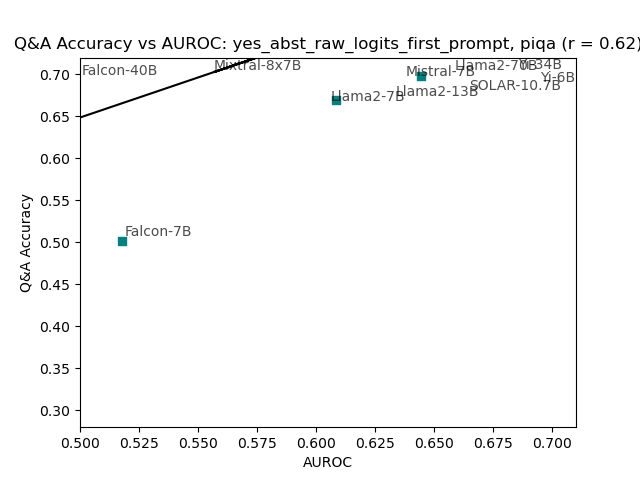 Q&A Accuracy vs AUROC: yes_abst_raw_logits_first_prompt, piqa (r = 0.62)
Falcon-40B
Mixtral-8x7B
Llama2-70B
Yi-34B
Mistral-7B
Yi-6B
SOLAR-10.7B
Llama2-13B
Llama2-7B
Falcon-7B
Q&A Accuracy
0.70
0.65
0.60
0.55
0.50
0.45
0.40
0.35
0.30
0.500 0.525 0.550 0.575 0.600 0.625 0.650 0.675 0.700
AUROC